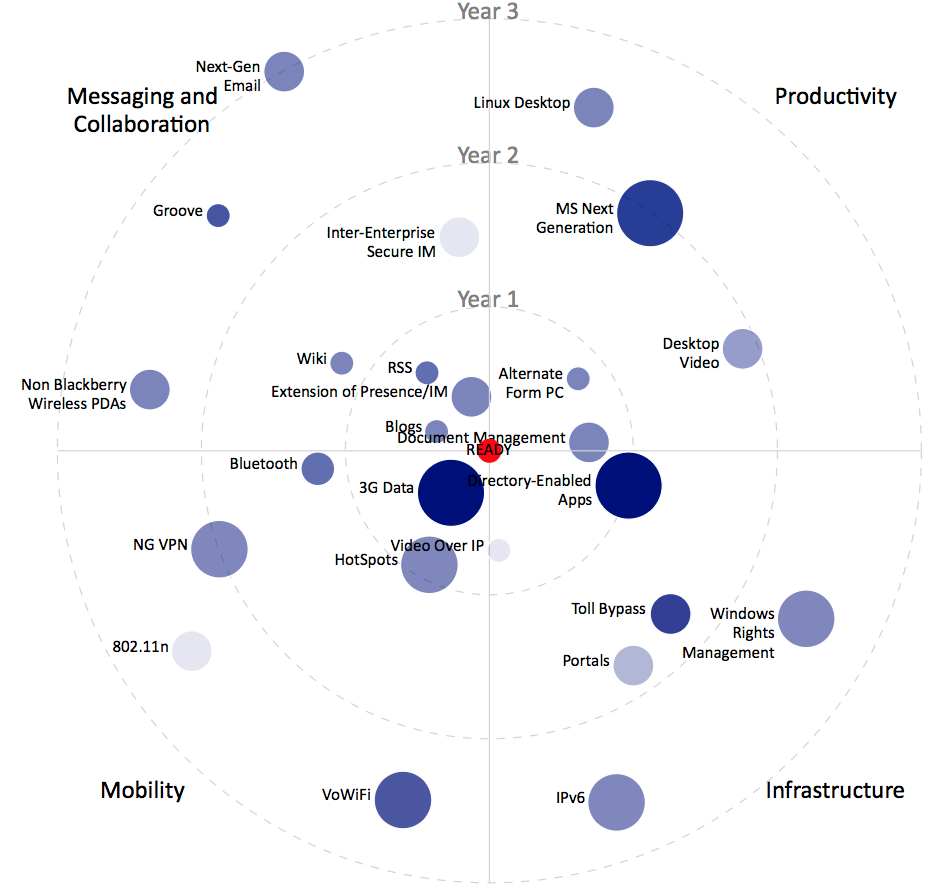 Year 3
Next-Gen
Email
Messaging and
Collaboration
Productivity
Linux Desktop
Year 2
Groove
MS Next
Generation
Inter-Enterprise
Secure IM
Year 1
Desktop
Video
Wiki
RSS
Alternate
Form PC
Non Blackberry
Wireless PDAs
Extension of Presence/IM
Blogs
Document Management
READY
Bluetooth
3G Data
Directory-Enabled
Apps
NG VPN
Video Over IP
HotSpots
Toll Bypass
Windows
Rights
Management
802.11n
Portals
Mobility
VoWiFi
IPv6
Infrastructure